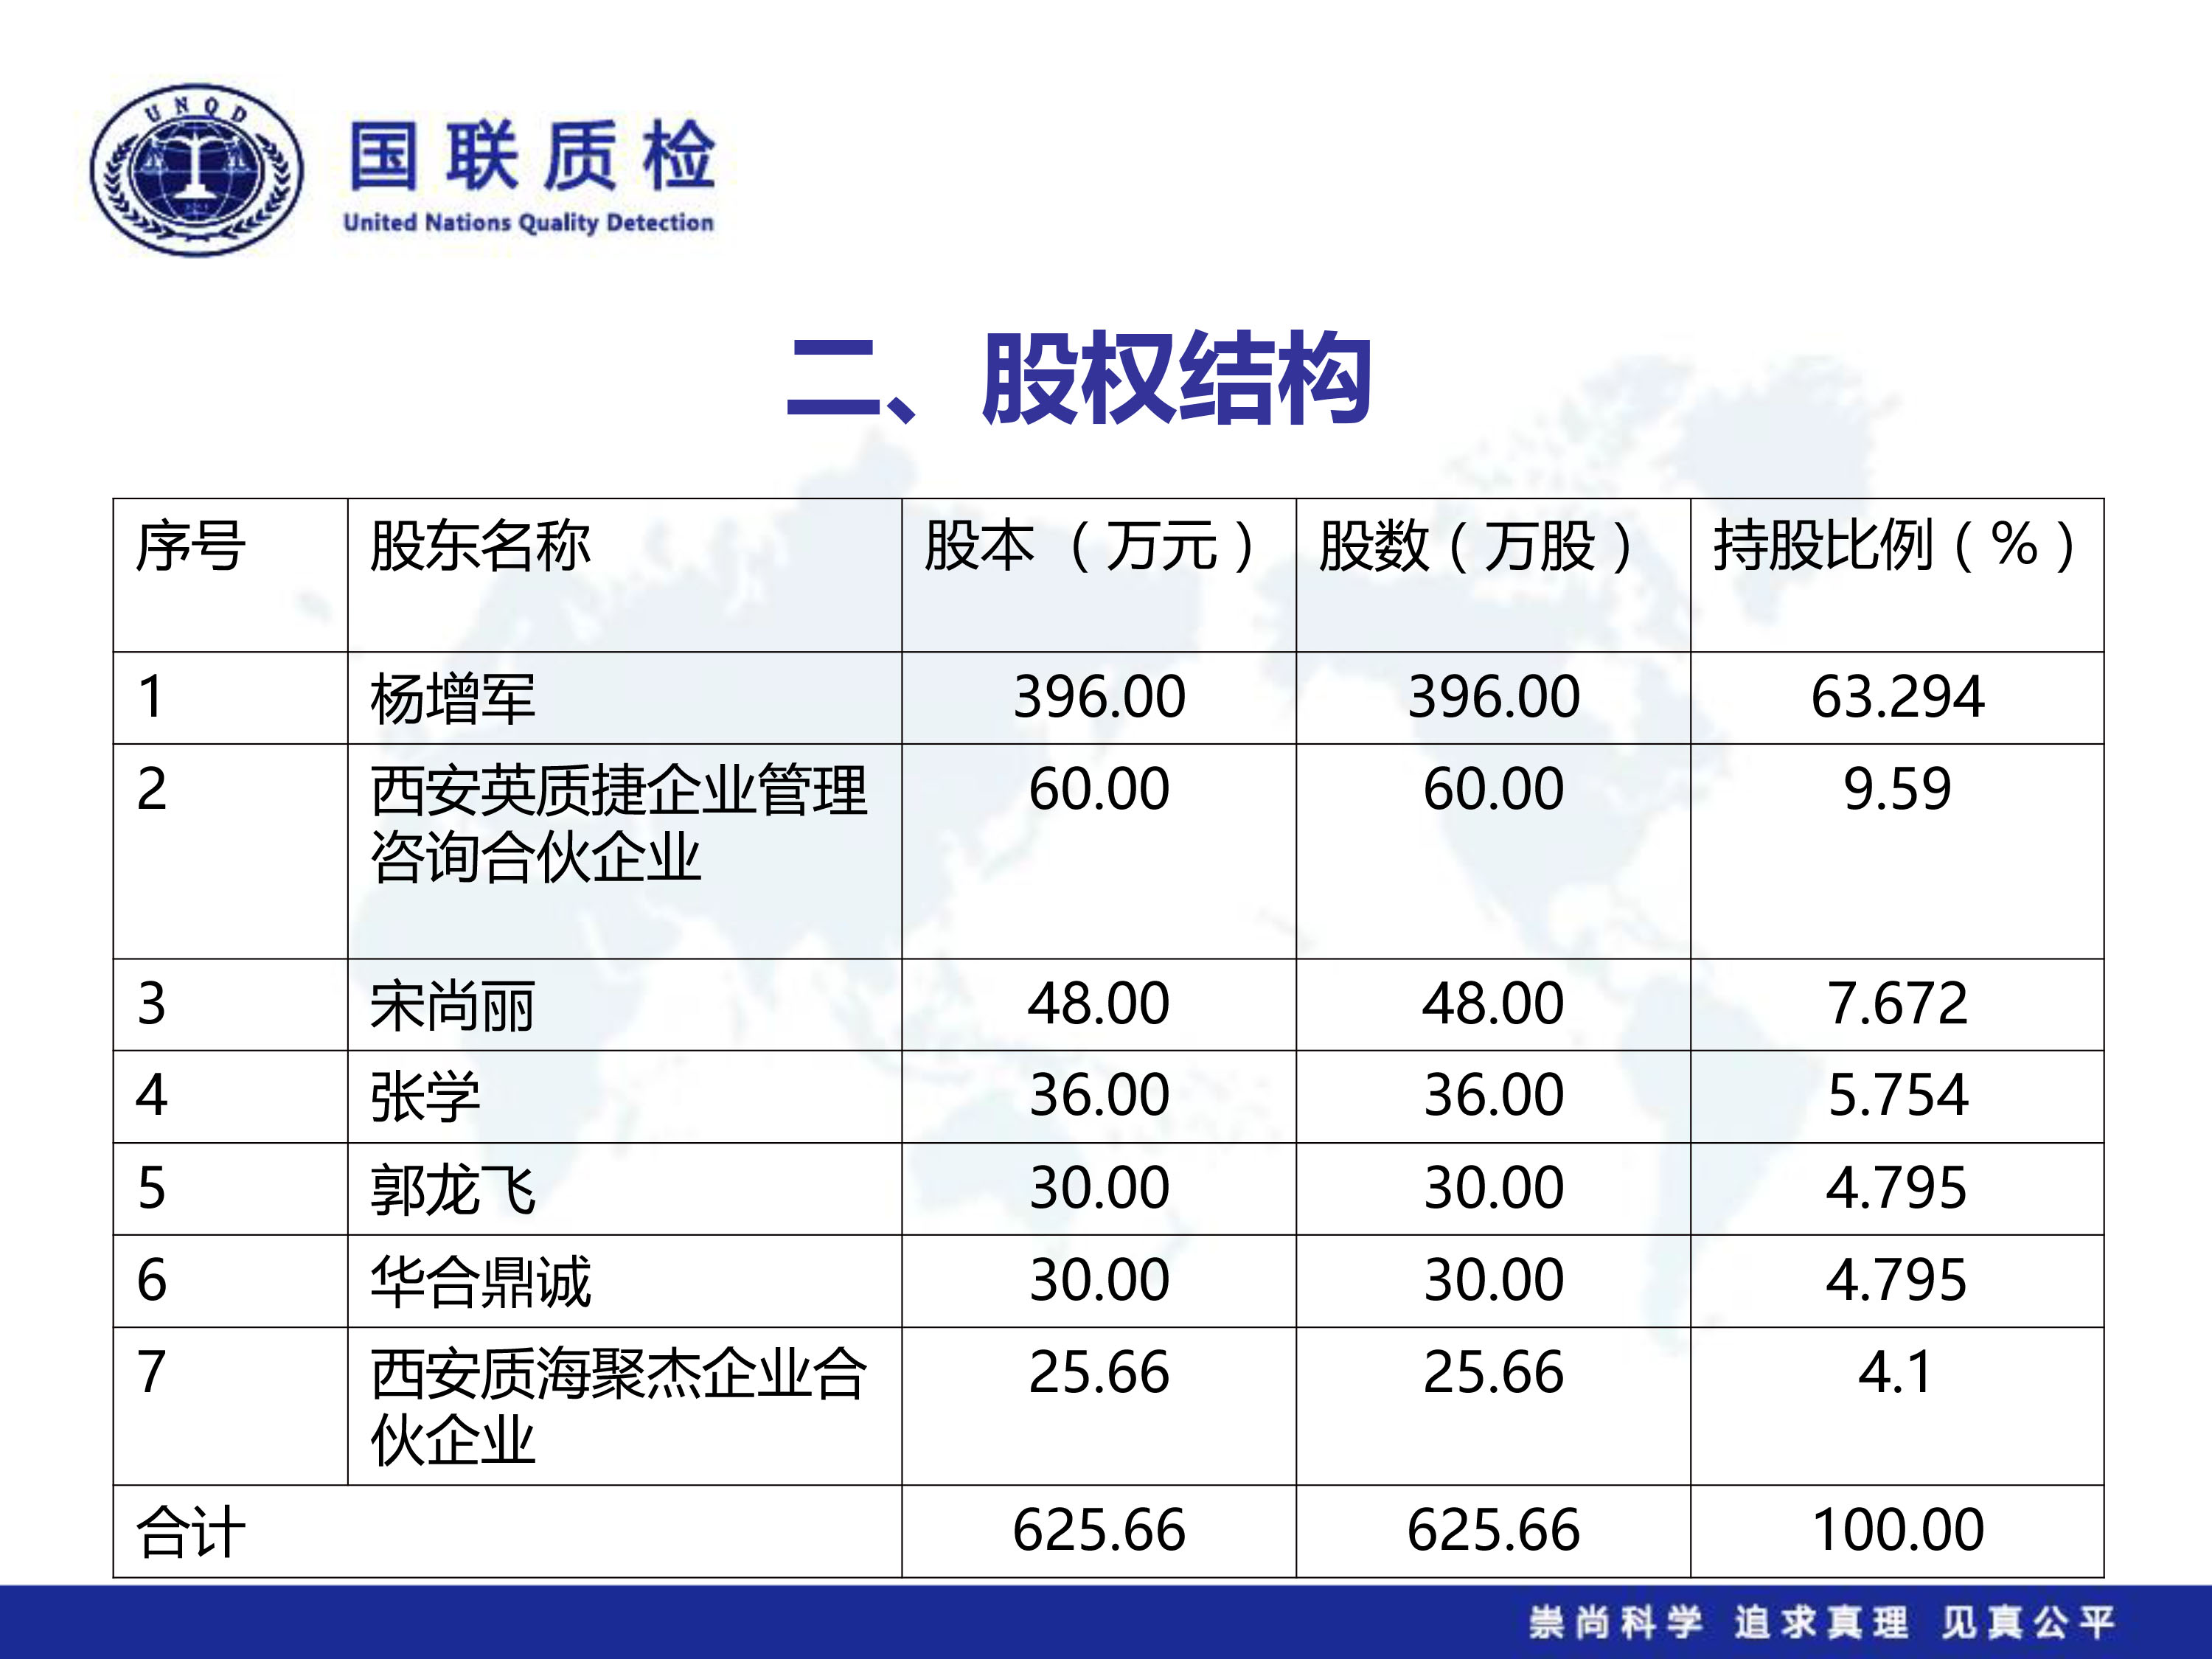 UNQD
国联质检
United Nations Quality Detection
二、股权结构
序号 股东名称 股本 （万元） 股数（万股） 持股比例（%）
1 杨增军 396.00 396.00 63.294
2 西安英质捷企业管理 60.00 60.00 9.59
咨询合伙企业
3 宋尚丽 48.00 48.00 7.672
4 张学 36.00 36.00 5.754
5 郭龙飞 30.00 30.00 4.795
6 华合鼎诚 30.00 30.00 4.795
7 西安质海聚杰企业合 25.66 25.66 4.1
伙企业
合计 625.66 625.66 100.00
崇尚科学 追求真理 见真公平